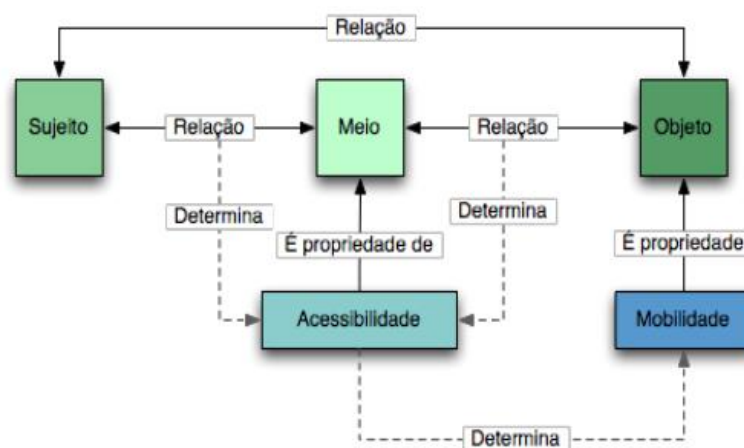 Relação
Sujeito
Relação
Meio
Relação
Objeto
Determina
Determina
É propriedade de
É propriedade
Acessibilidade
Mobilidade
Determina